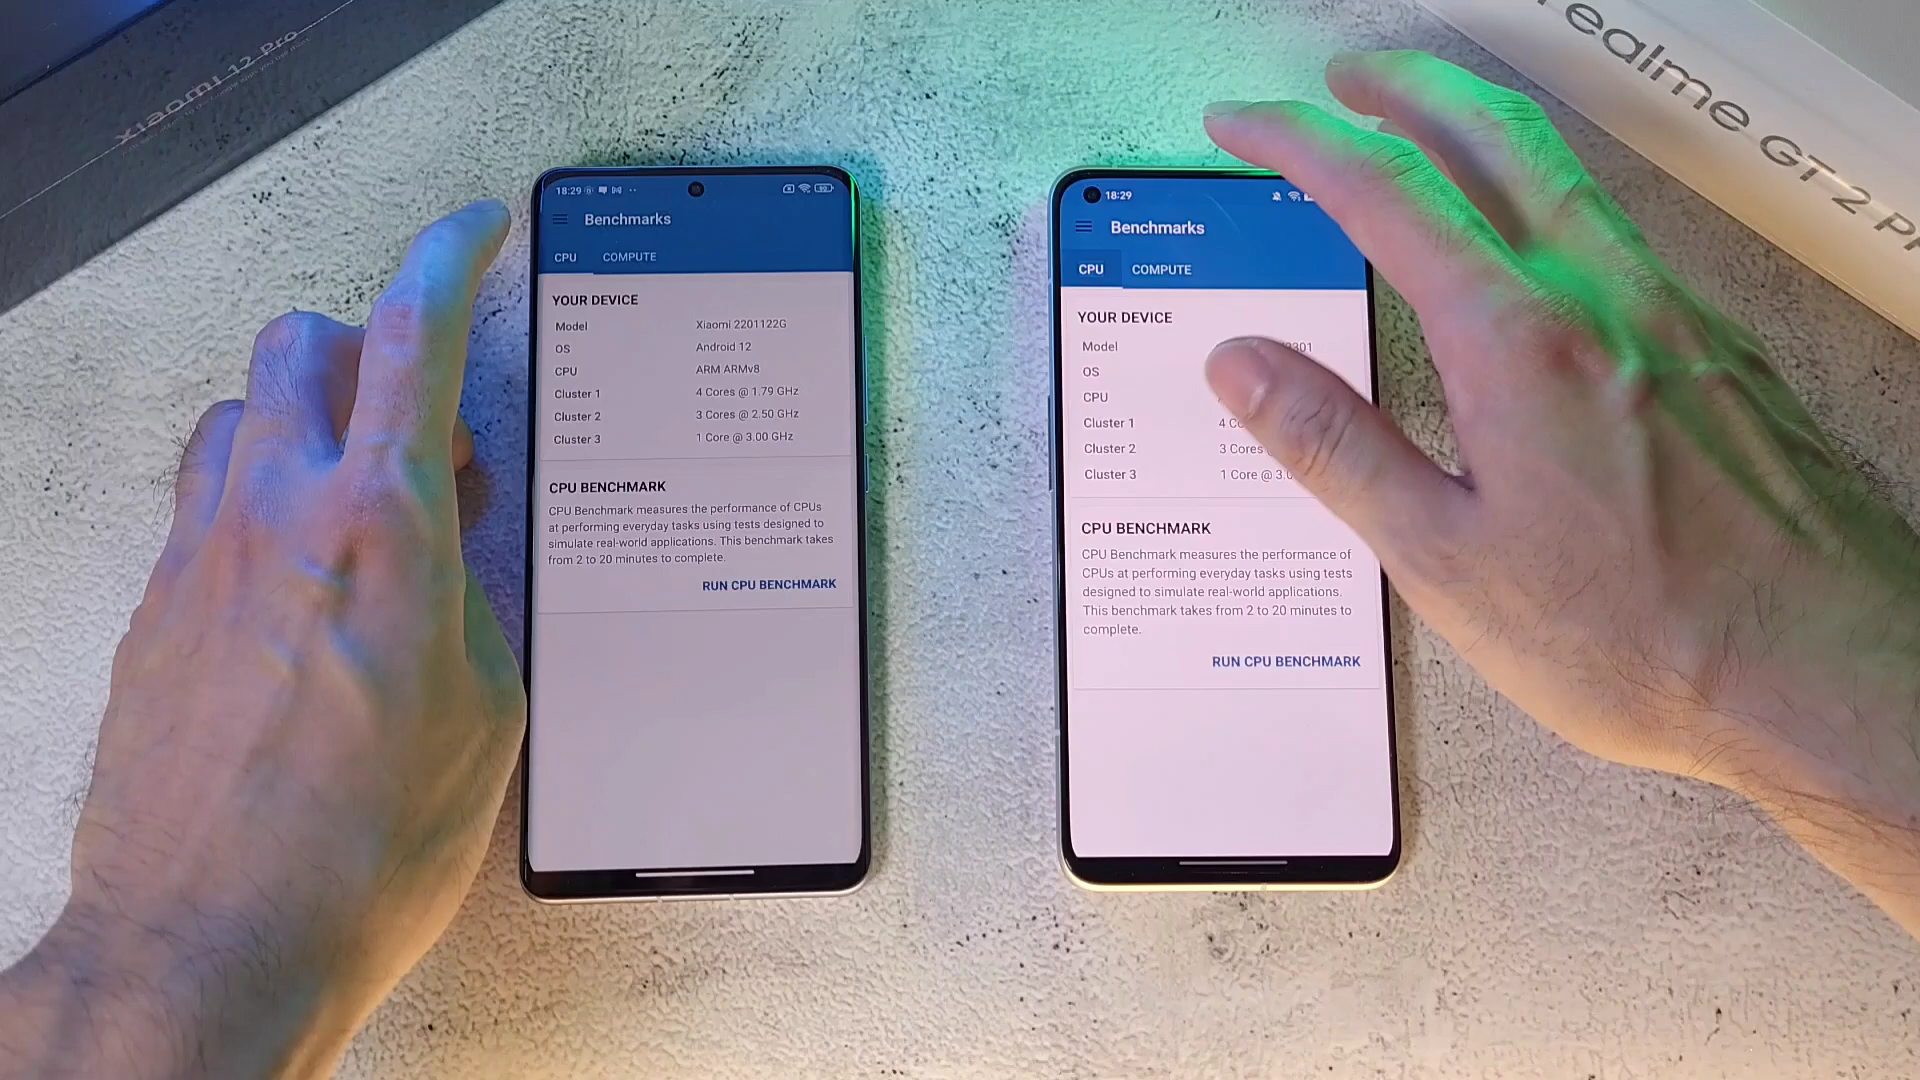 Xiaomi 12 Pro
realme GT 2 P
18:29
Benchmarks
CPU COMPUTE
YOUR DEVICE
Model Xiaomi 2201122G
OS Android 12
CPU ARM ARMv8
Cluster 1 4 Cores @ 1.79 GHz
Cluster 2 3 Cores @ 2.50 GHz
Cluster 3 1 Core @ 3.00 GHz
CPU BENCHMARK
CPU Benchmark measures the performance of CPUs
at performing everyday tasks using tests designed to
simulate real-world applications. This benchmark takes
from 2 to 20 minutes to complete.
RUN CPU BENCHMARK
18:29
Benchmarks
CPU COMPUTE
YOUR DEVICE
Model 3301
OS
CPU
Cluster 1 4 Co
Cluster 2 3 Cores
Cluster 3 1 Core @ 3.0
CPU BENCHMARK
CPU Benchmark measures the performance of
CPUs at performing everyday tasks using tests
designed to simulate real-world applications.
This benchmark takes from 2 to 20 minutes to
complete.
RUN CPU BENCHMARK